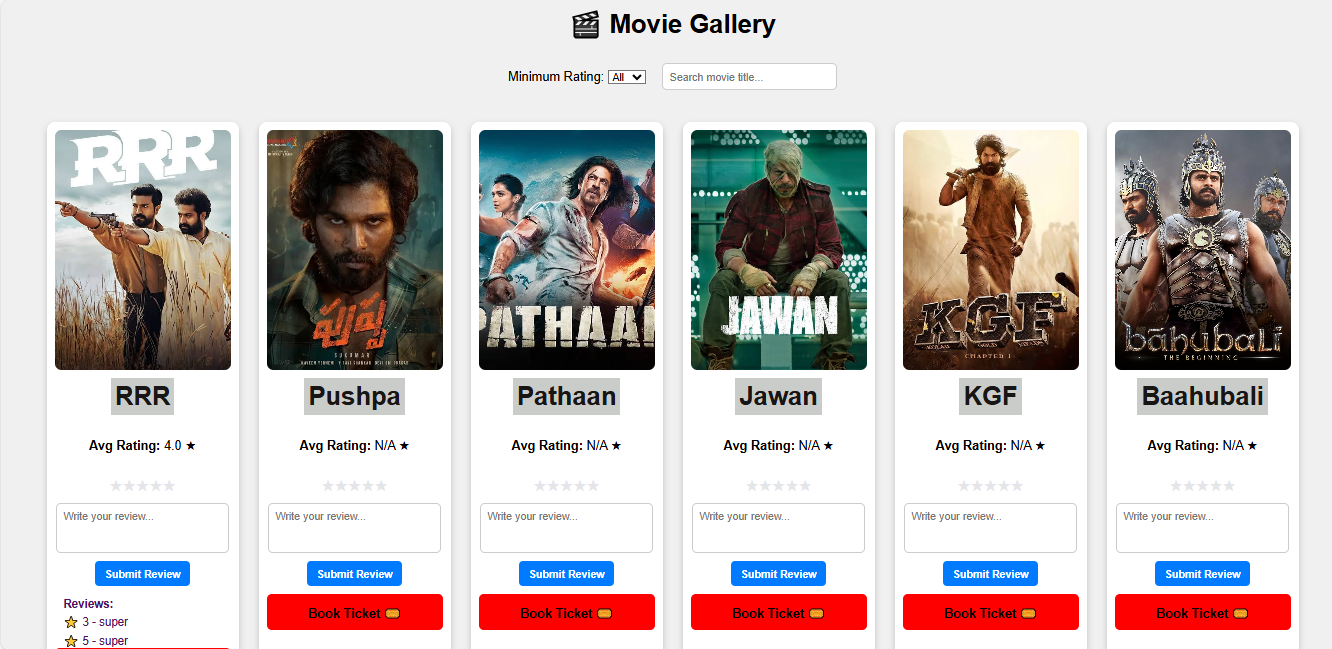 🎬 Movie Gallery
Minimum Rating: All
Search movie title...
RRR
పుష్ప
SUKUMAR
PATHAAN
JAWAN
KGF
CHAPTER 1
bāhubali
THE BEGINNING
RRR
Pushpa
Pathaan
Jawan
KGF
Baahubali
Avg Rating: 4.0 ★
Avg Rating: N/A ★
Avg Rating: N/A ★
Avg Rating: N/A ★
Avg Rating: N/A ★
Avg Rating: N/A ★
★★★★★
★★★★★
★★★★★
★★★★★
★★★★★
★★★★★
Write your review...
Write your review...
Write your review...
Write your review...
Write your review...
Write your review...
Submit Review
Submit Review
Submit Review
Submit Review
Submit Review
Submit Review
Reviews:
⭐ 3 - super
⭐ 5 - super
Book Ticket 🎫
Book Ticket 🎫
Book Ticket 🎫
Book Ticket 🎫
Book Ticket 🎫